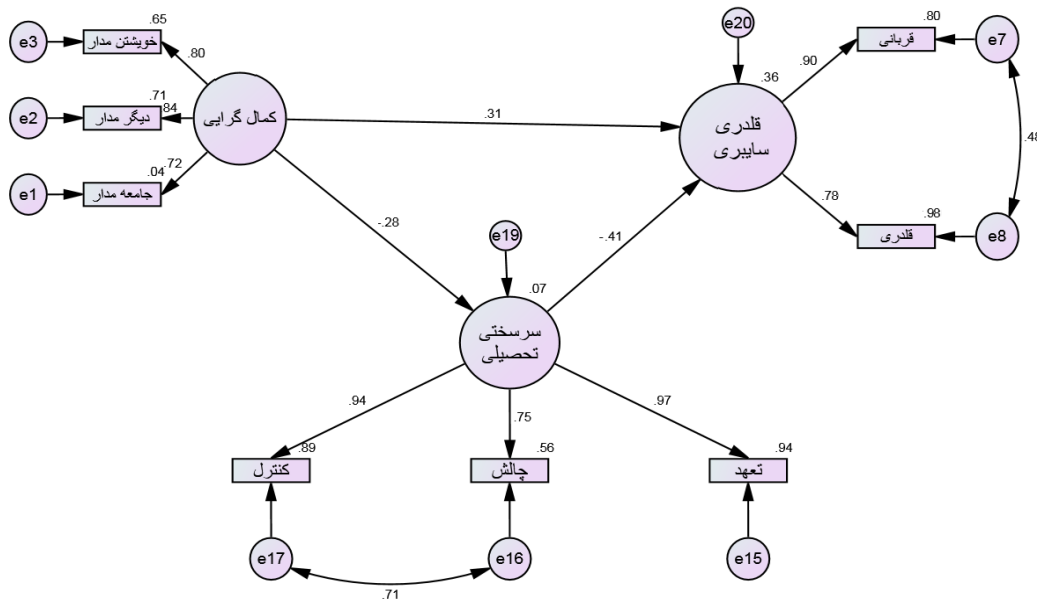 e3
.65
خویشتن مدار
.80
e2
.71
دیگر مدار
.84
کمال گرایی
e1
.04
جامعه مدار
.72
.31
-.28
e20
.36
قلدری
سایبری
.90
.80
قربانی
e7
.48
.78
.98
قلدری
e8
-.41
e19
.07
سرسختی
تحصیلی
.94
.75
.97
.89
کنترل
.56
چالش
.94
تعهد
e17
e16
e15
.71